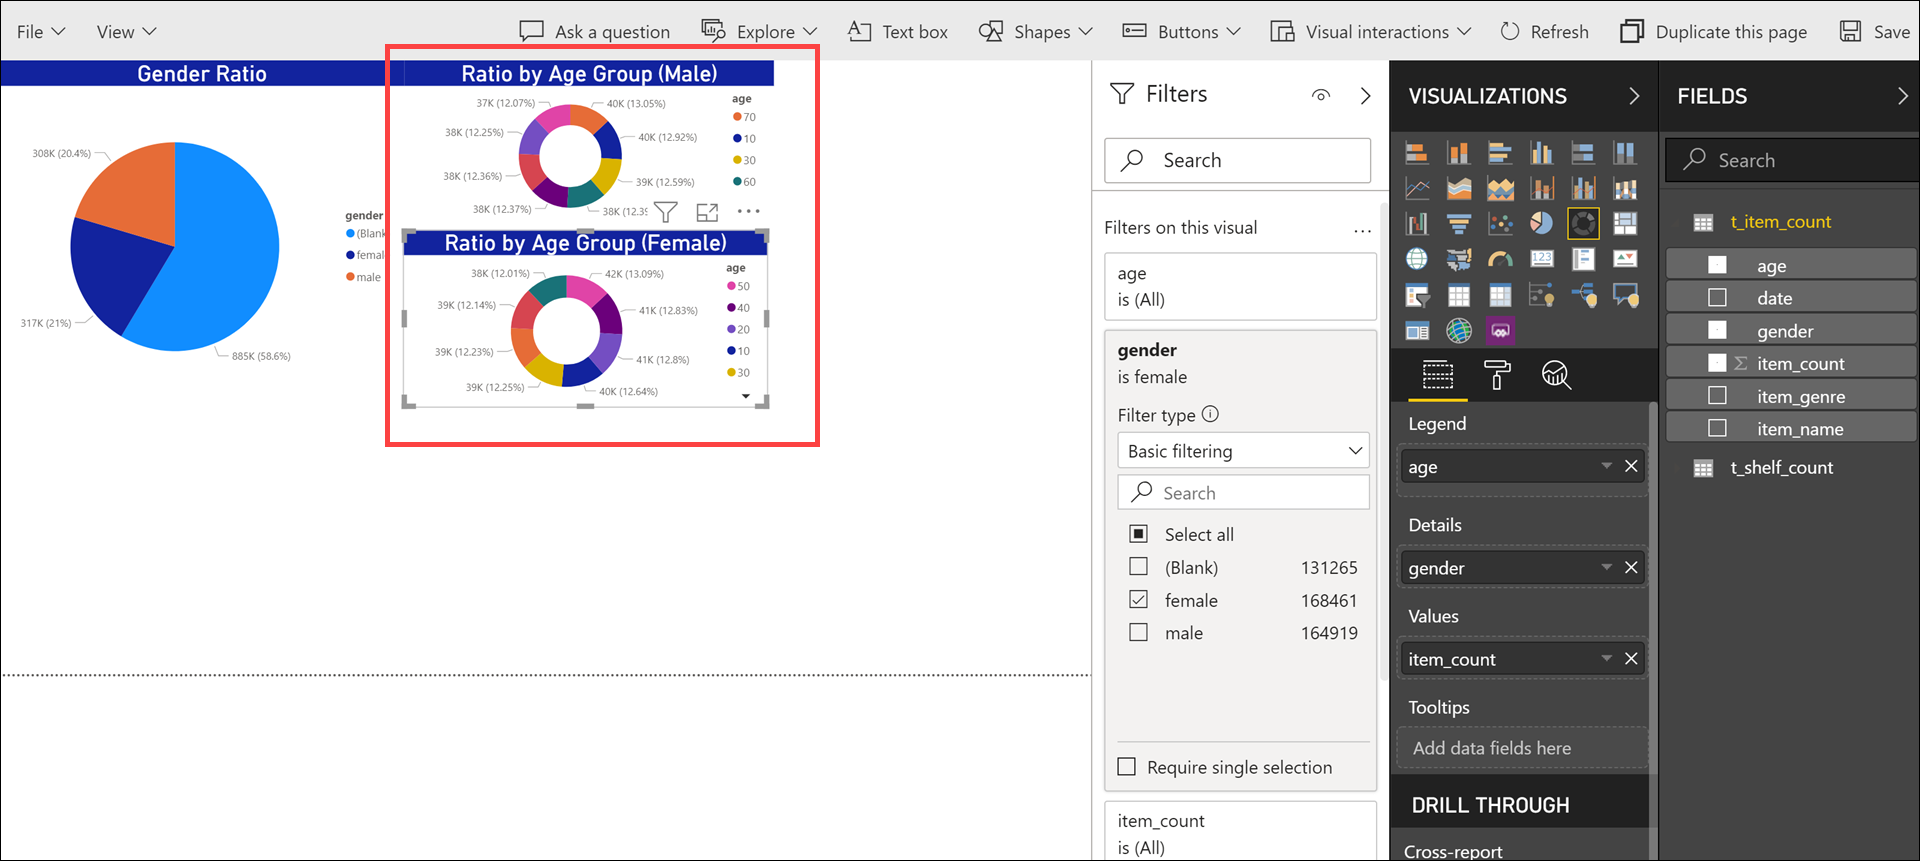 File
View
Ask a question
Explore
Text box
Shapes
Buttons
Visual interactions
Refresh
Duplicate this page
Save
Gender Ratio
308K (20.4%)
317K (21%)
885K (58.6%)
gender
(Blank
femal
male
Ratio by Age Group (Male)
37K (12.07%)
40K (13.05%)
38K (12.25%)
40K (12.92%)
38K (12.36%)
39K (12.59%)
38K (12.37%)
38K (12.35
age
70
10
30
60
Ratio by Age Group (Female)
38K (12.01%)
42K (13.09%)
39K (12.14%)
41K (12.83%)
39K (12.23%)
41K (12.8%)
39K (12.25%)
40K (12.64%)
age
50
40
20
10
30
Filters
Search
Filters on this visual
...
age
is (All)
gender
is female
Filter type
Basic filtering
Search
Select all
(Blank) 131265
female 168461
male 164919
Require single selection
item_count
is (All)
VISUALIZATIONS
123
Legend
age
Details
gender
Values
item_count
Tooltips
Add data fields here
DRILL THROUGH
Cross-report
FIELDS
Search
t_item_count
age
date
gender
Σ item_count
item_genre
item_name
t_shelf_count